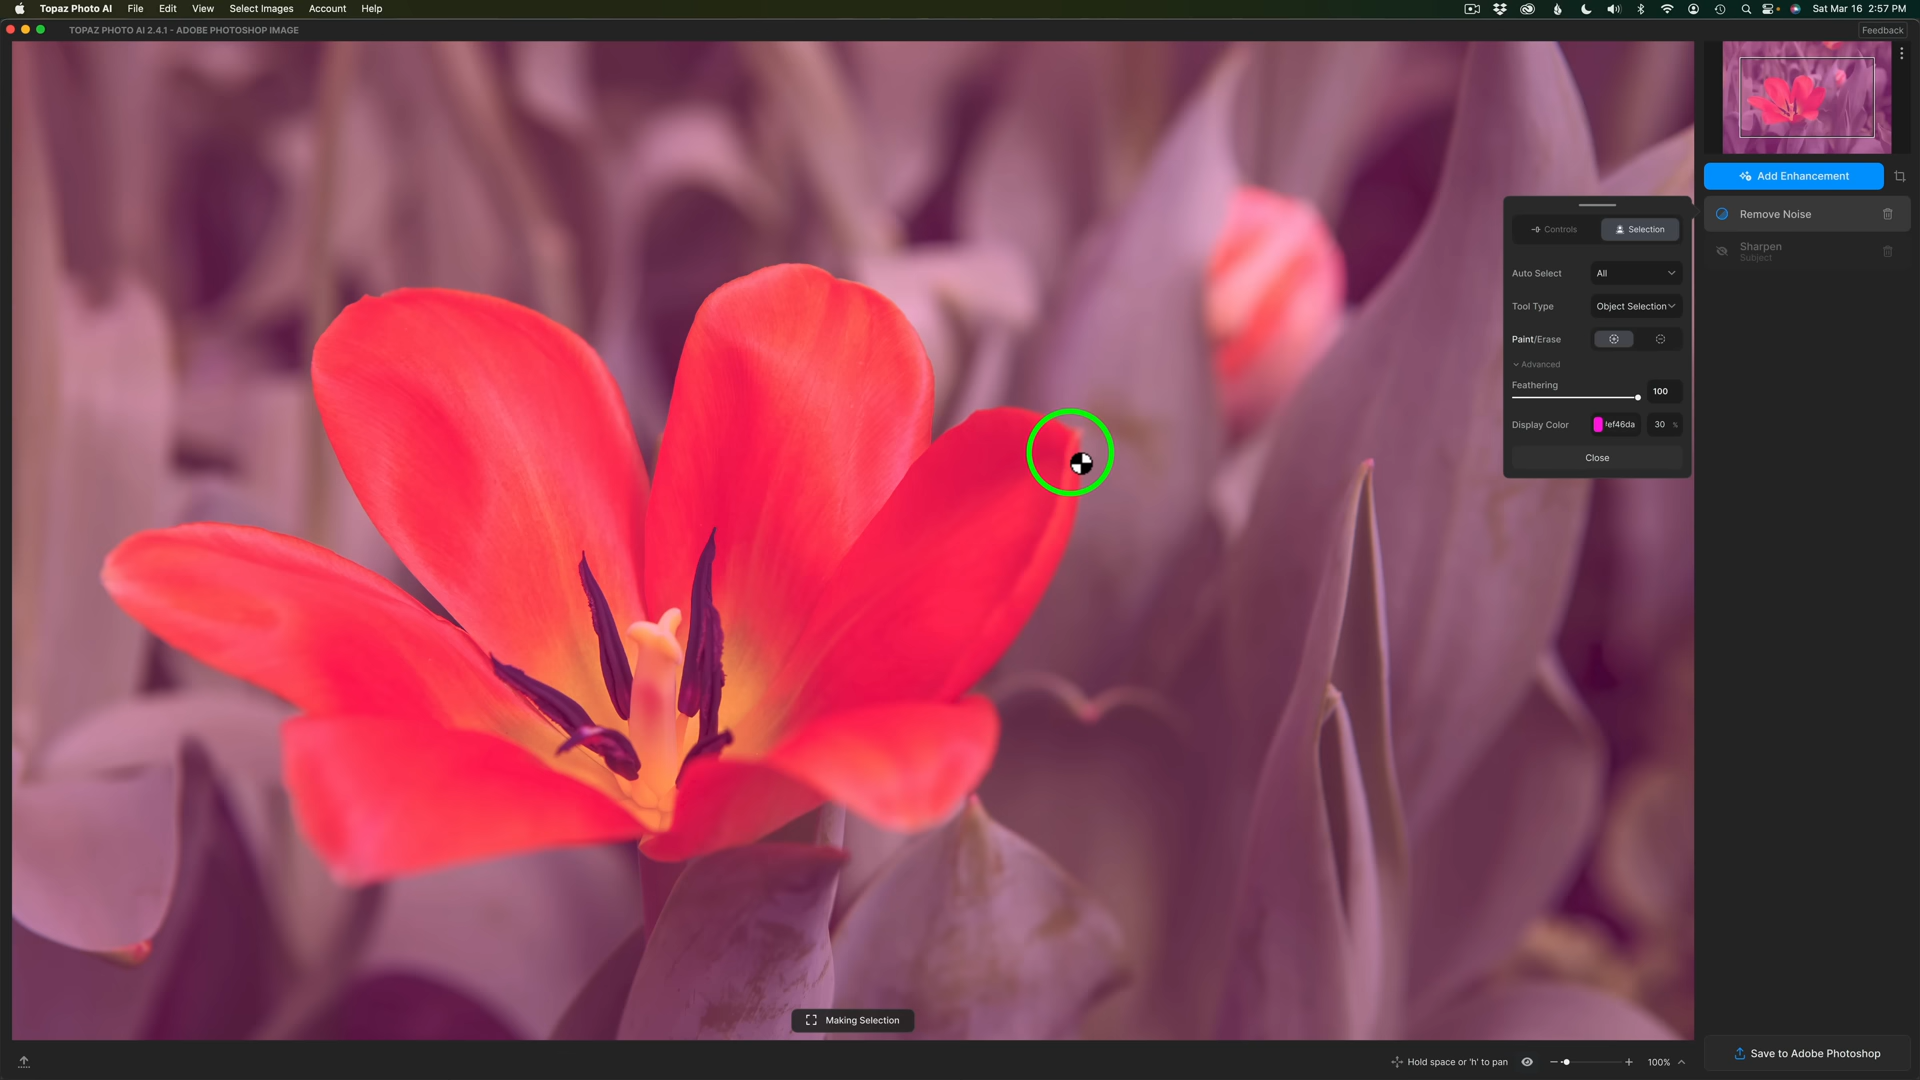 Topaz Photo AI File Edit View Select Images Account Help Sat Mar 16 2:57 PM
TOPAZ PHOTO AI 2.4.1 - ADOBE PHOTOSHOP IMAGE Feedback
Add Enhancement
Remove Noise
Sharpen
Subject
Controls Selection
Auto Select All
Tool Type Object Selection
Paint/Erase
Advanced
Feathering 100
Display Color !ef46da 30 %
Close
Making Selection
Hold space or 'h' to pan 100%
Save to Adobe Photoshop